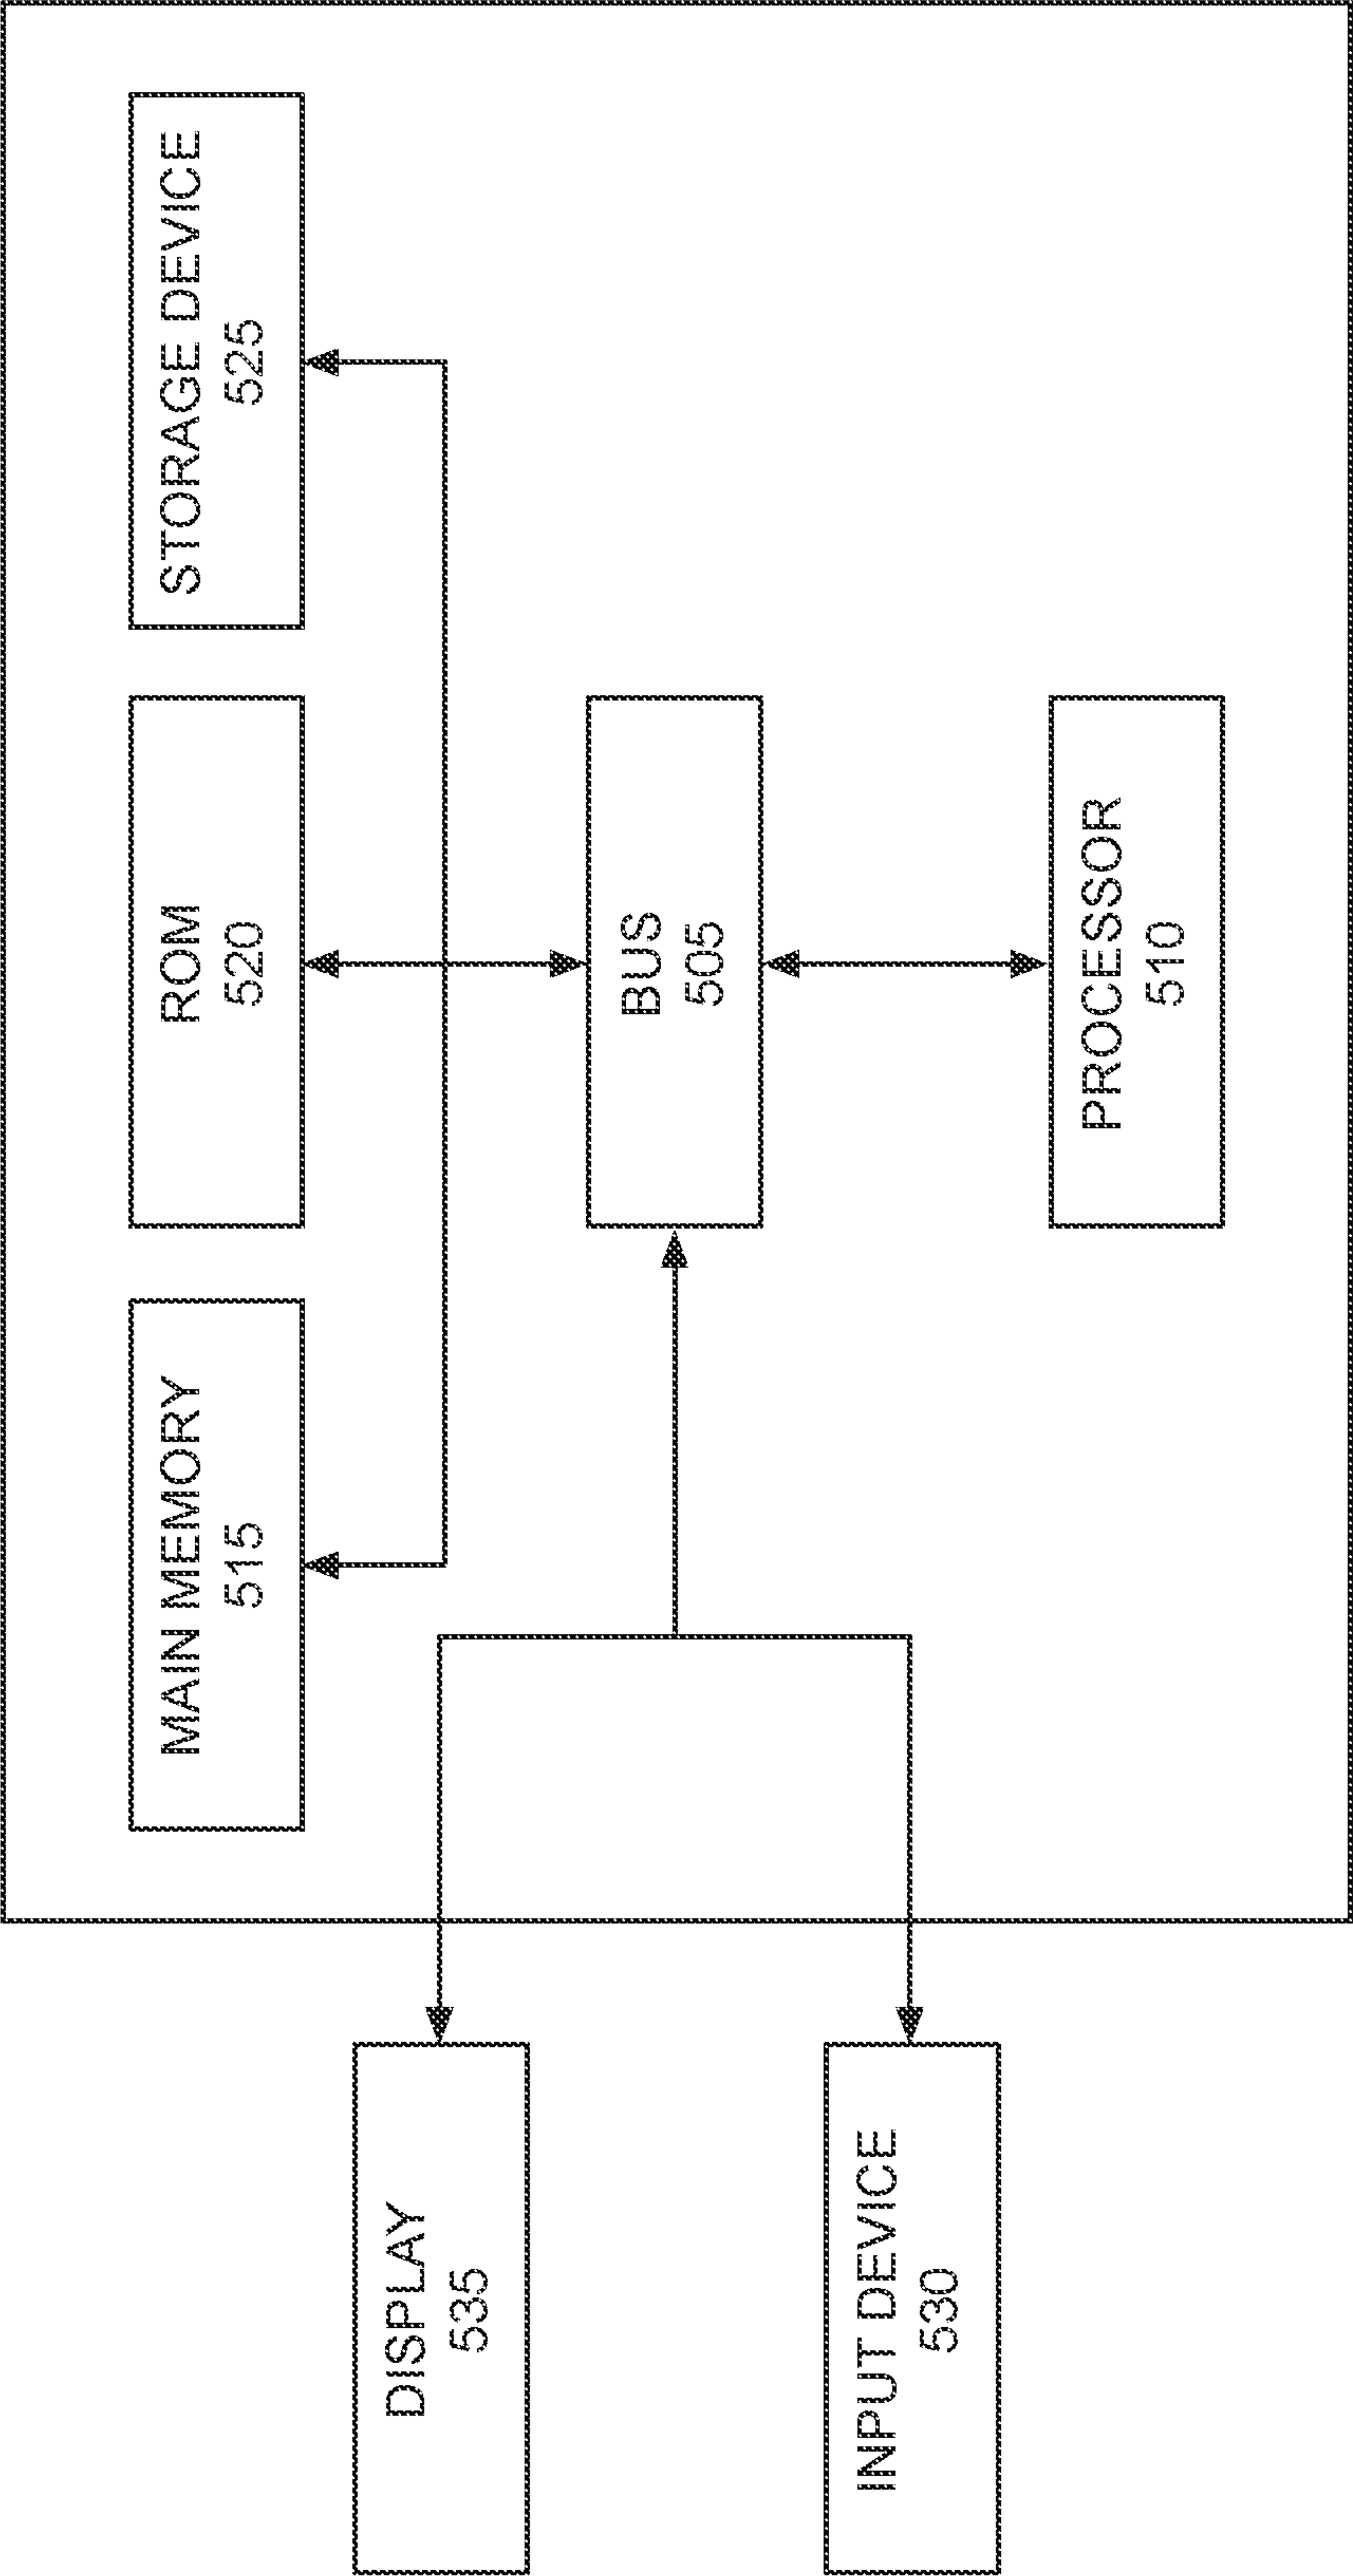 MAIN MEMORY
515
ROM
520
STORAGE DEVICE
525
DISPLAY
535
BUS
505
INPUT DEVICE
530
PROCESSOR
510